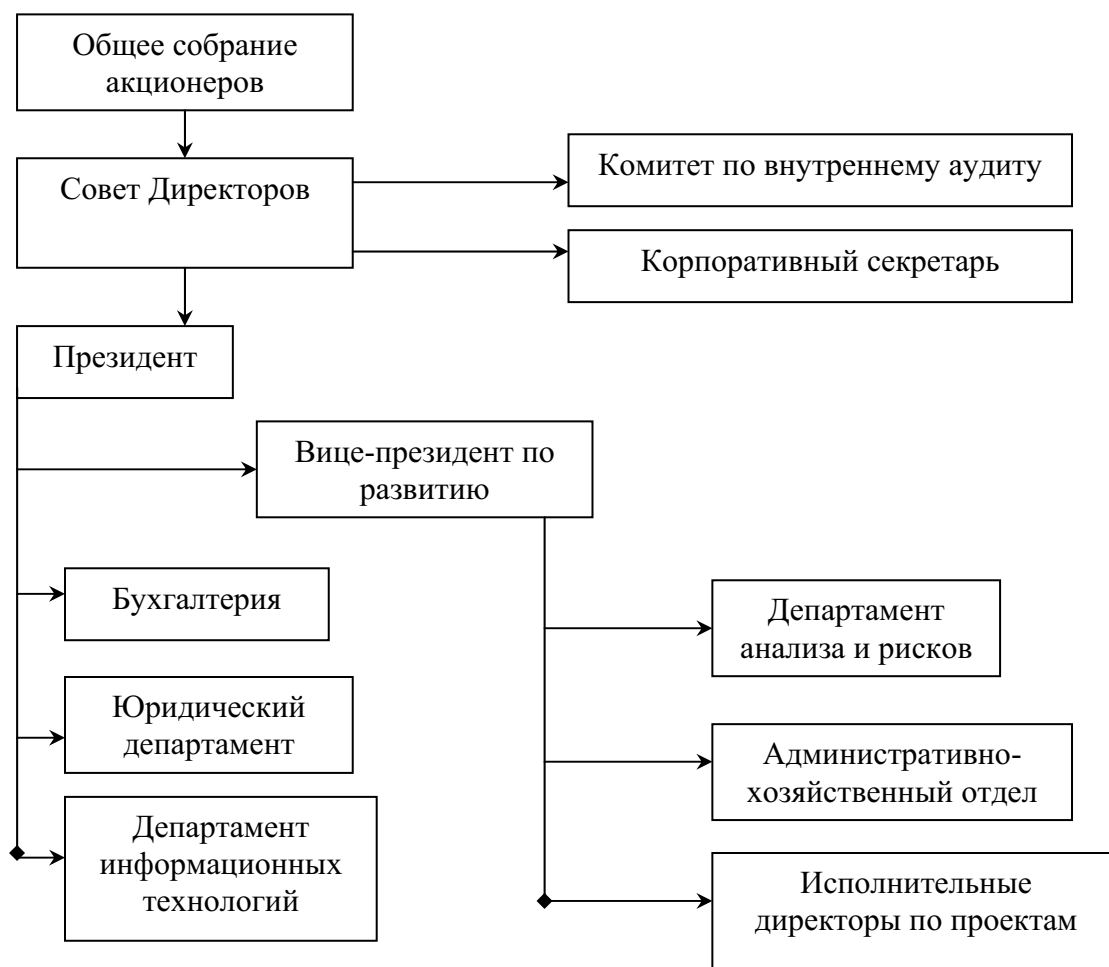 Общее собрание
акционеров
Совет Директоров
Комитет по внутреннему аудиту
Корпоративный секретарь
Президент
Вице-президент по
развитию
Бухгалтерия
Департамент
анализа и рисков
Юридический
департамент
Административно-
хозяйственный отдел
Департамент
информационных
технологий
Исполнительные
директоры по проектам